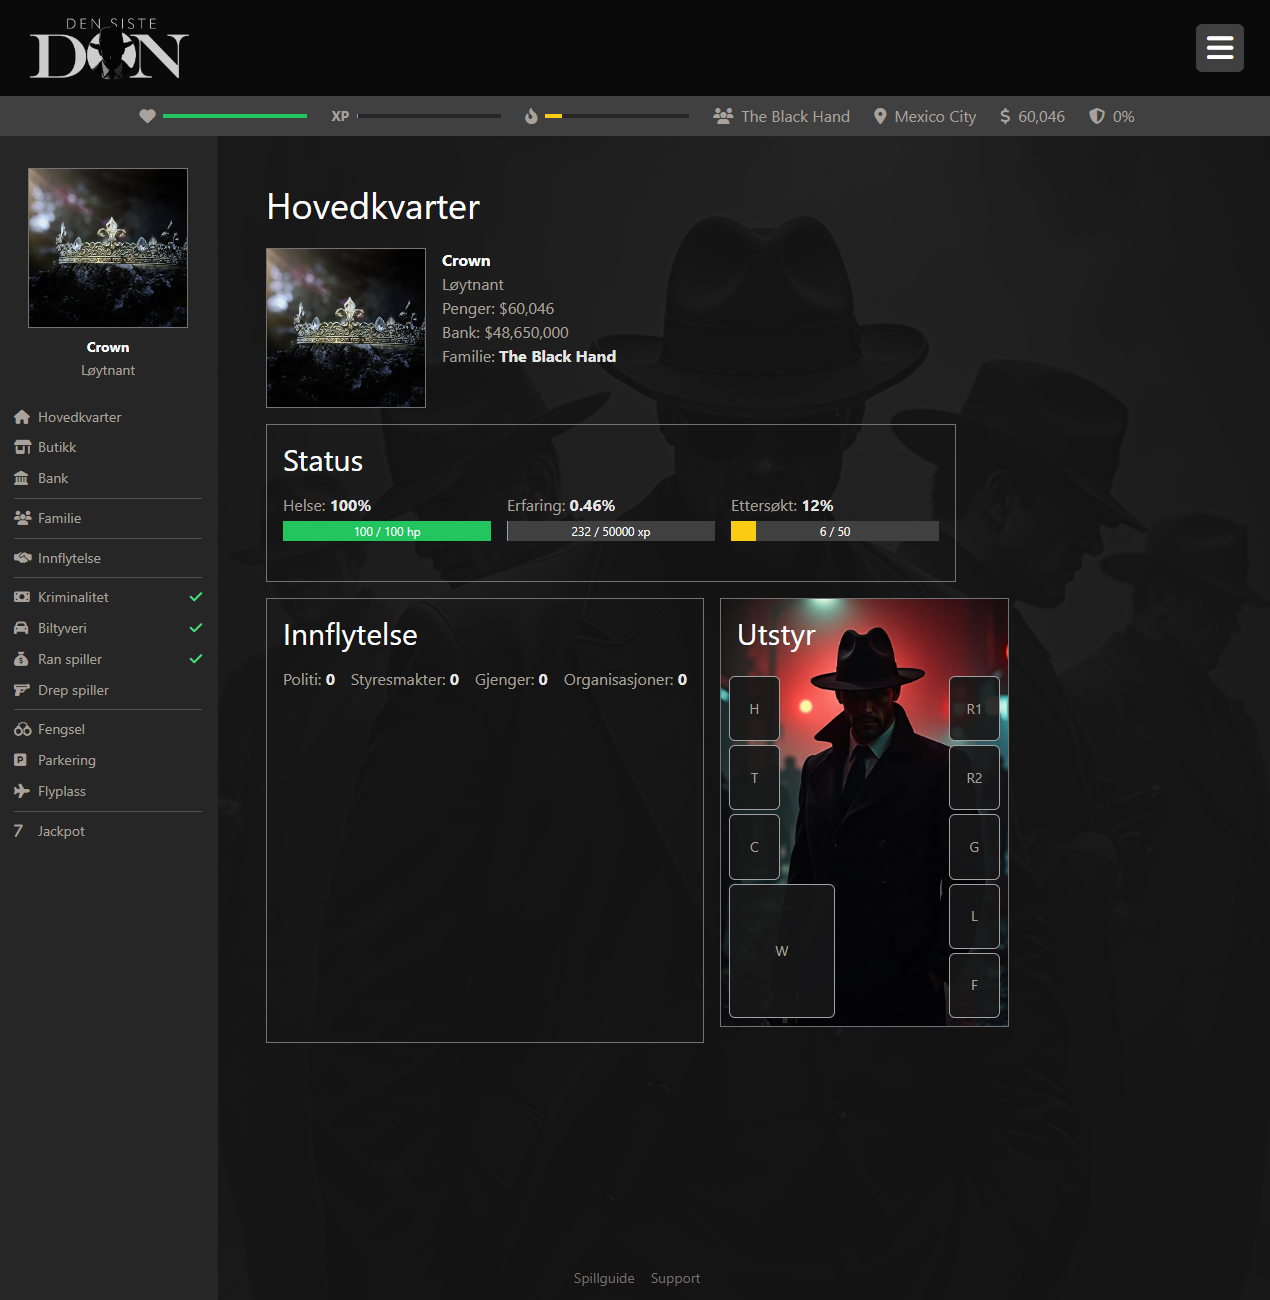 DEN SISTE
DON
XP
The Black Hand
Mexico City
$ 60,046
0%
Crown
Løytnant
Hovedkvarter
Butikk
Bank
Familie
Innflytelse
Kriminalitet
Biltyveri
Ran spiller
Drep spiller
Fengsel
Parkering
Flyplass
7 Jackpot
Hovedkvarter
Crown
Løytnant
Penger: $60,046
Bank: $48,650,000
Familie: The Black Hand
Status
Helse: 100%
100 / 100 hp
Erfaring: 0.46%
232 / 50000 xp
Ettersøkt: 12%
6 / 50
Innflytelse
Politi: 0 Styresmakter: 0 Gjenger: 0 Organisasjoner: 0
Utstyr
H
T
C
W
R1
R2
G
L
F
Spillguide Support